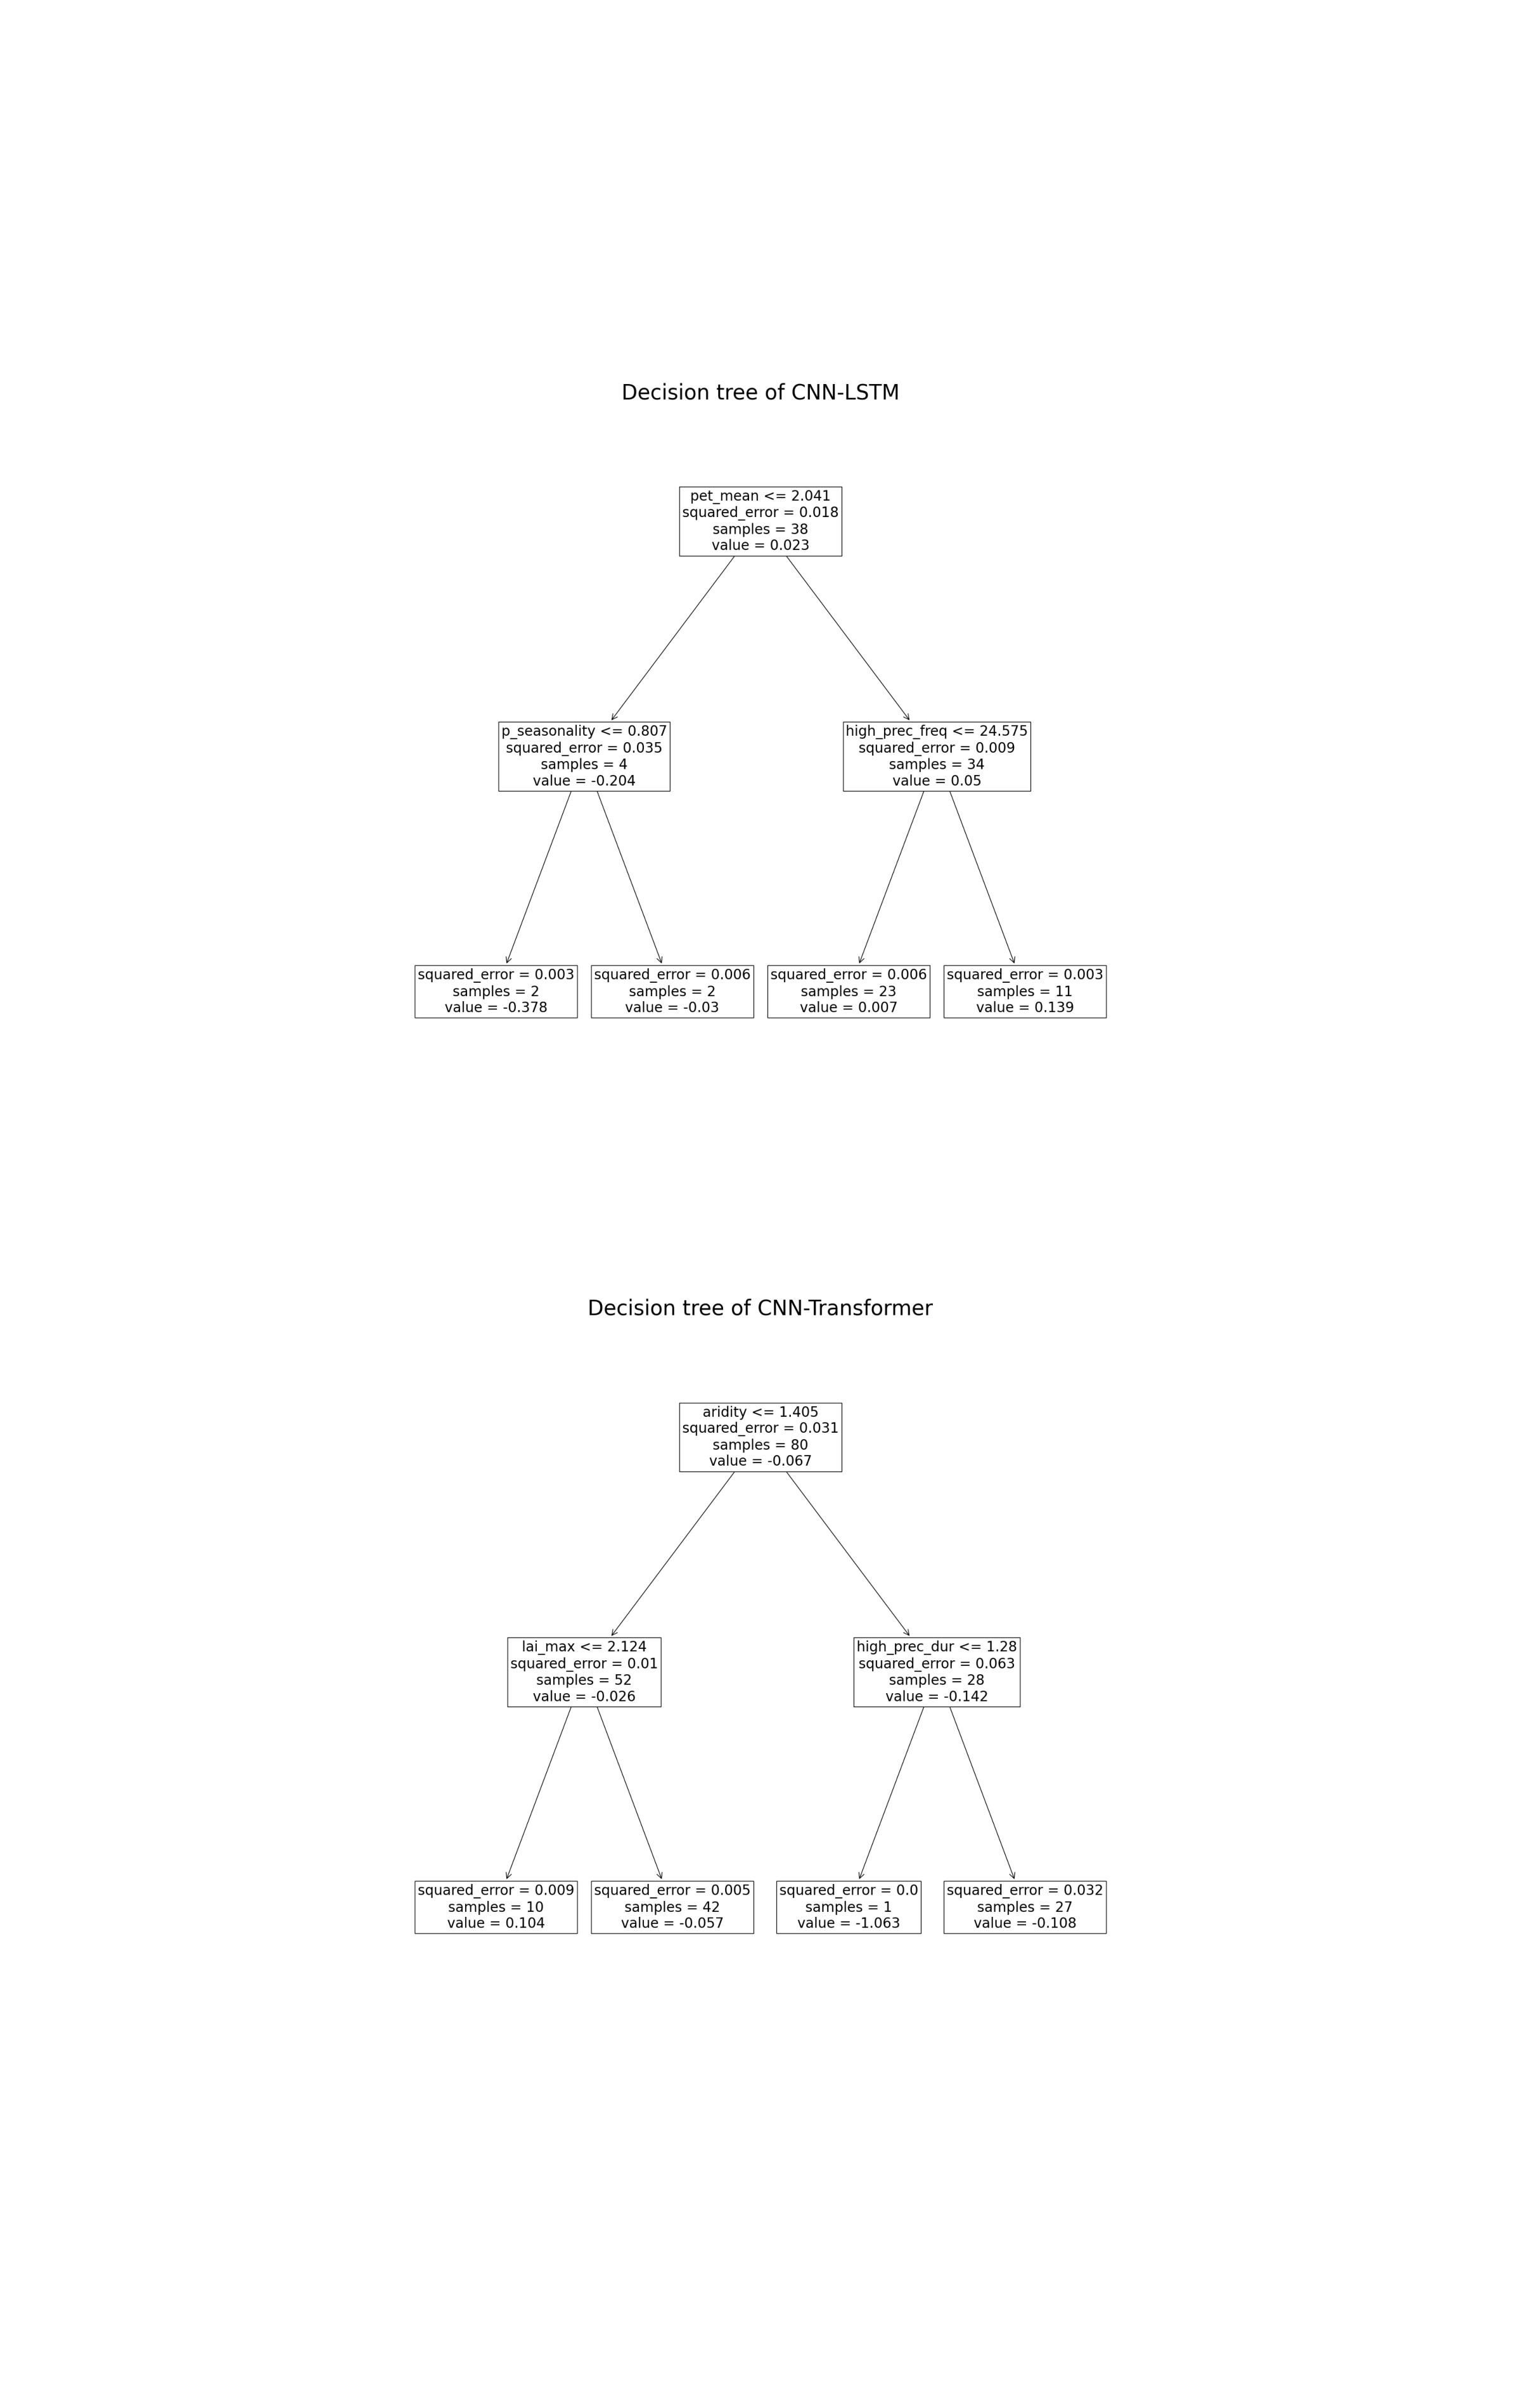 Decision tree of CNN-LSTM
pet_mean <= 2.041
squared_error = 0.018
samples = 38
value = 0.023
p_seasonality <= 0.807
squared_error = 0.035
samples = 4
value = -0.204
high_prec_freq <= 24.575
squared_error = 0.009
samples = 34
value = 0.05
squared_error = 0.003
samples = 2
value = -0.378
squared_error = 0.006
samples = 2
value = -0.03
squared_error = 0.006
samples = 23
value = 0.007
squared_error = 0.003
samples = 11
value = 0.139
Decision tree of CNN-Transformer
aridity <= 1.405
squared_error = 0.031
samples = 80
value = -0.067
lai_max <= 2.124
squared_error = 0.01
samples = 52
value = -0.026
high_prec_dur <= 1.28
squared_error = 0.063
samples = 28
value = -0.142
squared_error = 0.009
samples = 10
value = 0.104
squared_error = 0.005
samples = 42
value = -0.057
squared_error = 0.0
samples = 1
value = -1.063
squared_error = 0.032
samples = 27
value = -0.108